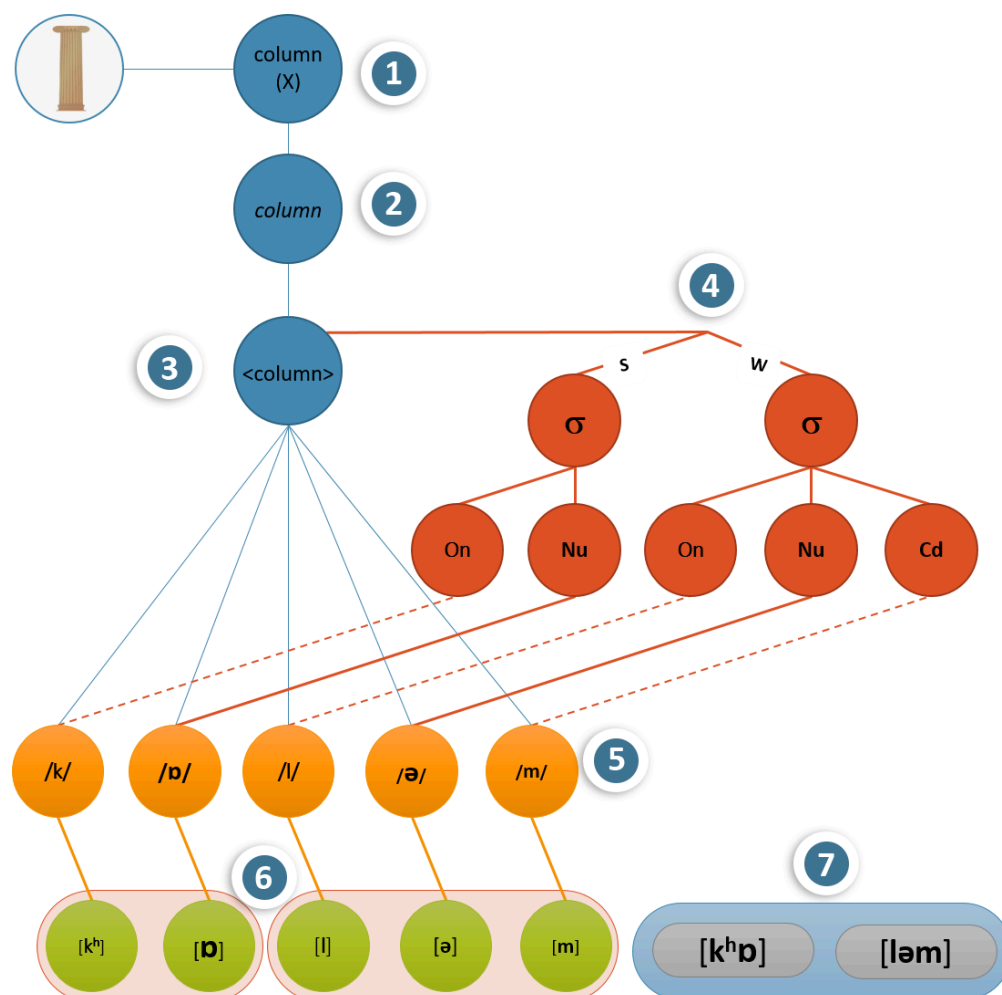 column
(X)
1
column
2
4
S
W
3
<column>
σ
σ
On
Nu
On
Nu
Cd
/k/
/ɒ/
/l/
/ə/
/m/
5
6
7
[kʰ]
[ɒ]
[l]
[ə]
[m]
[kʰɒ]
[ləm]